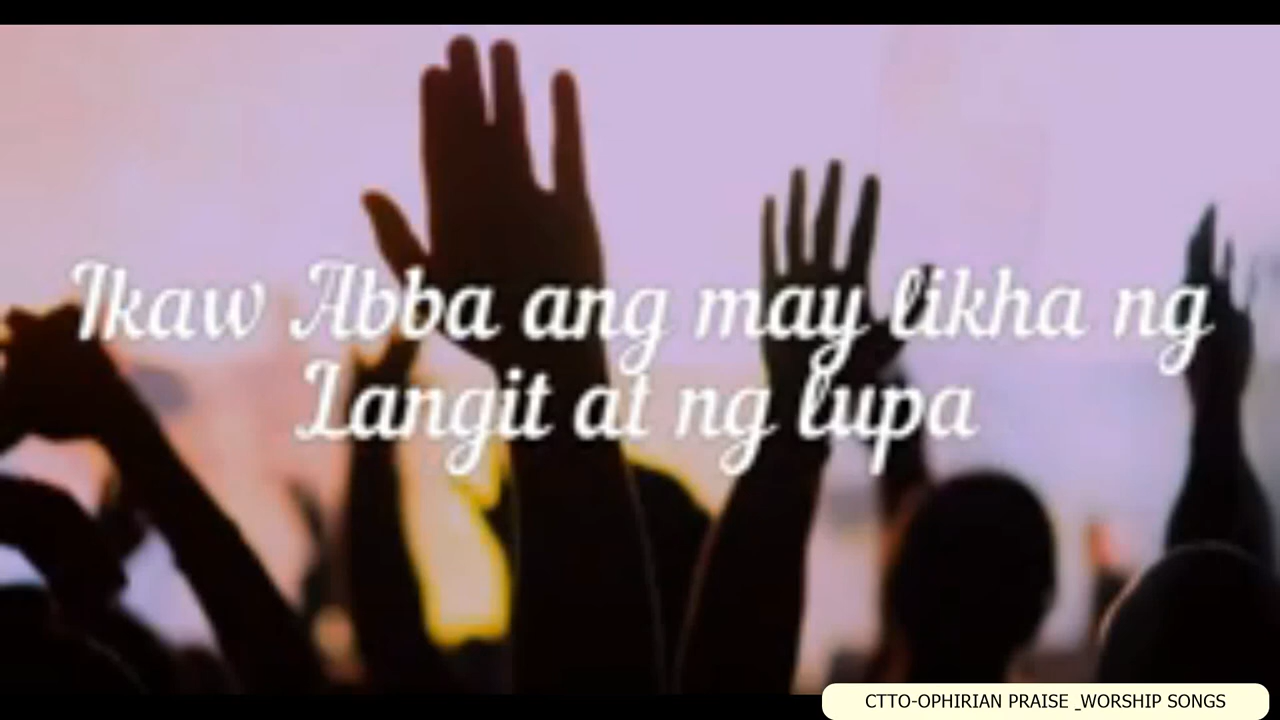 Ikaw Abba ang may likha ng
Langit at ng lupa
CTTO-OPHIRIAN PRAISE _WORSHIP SONGS